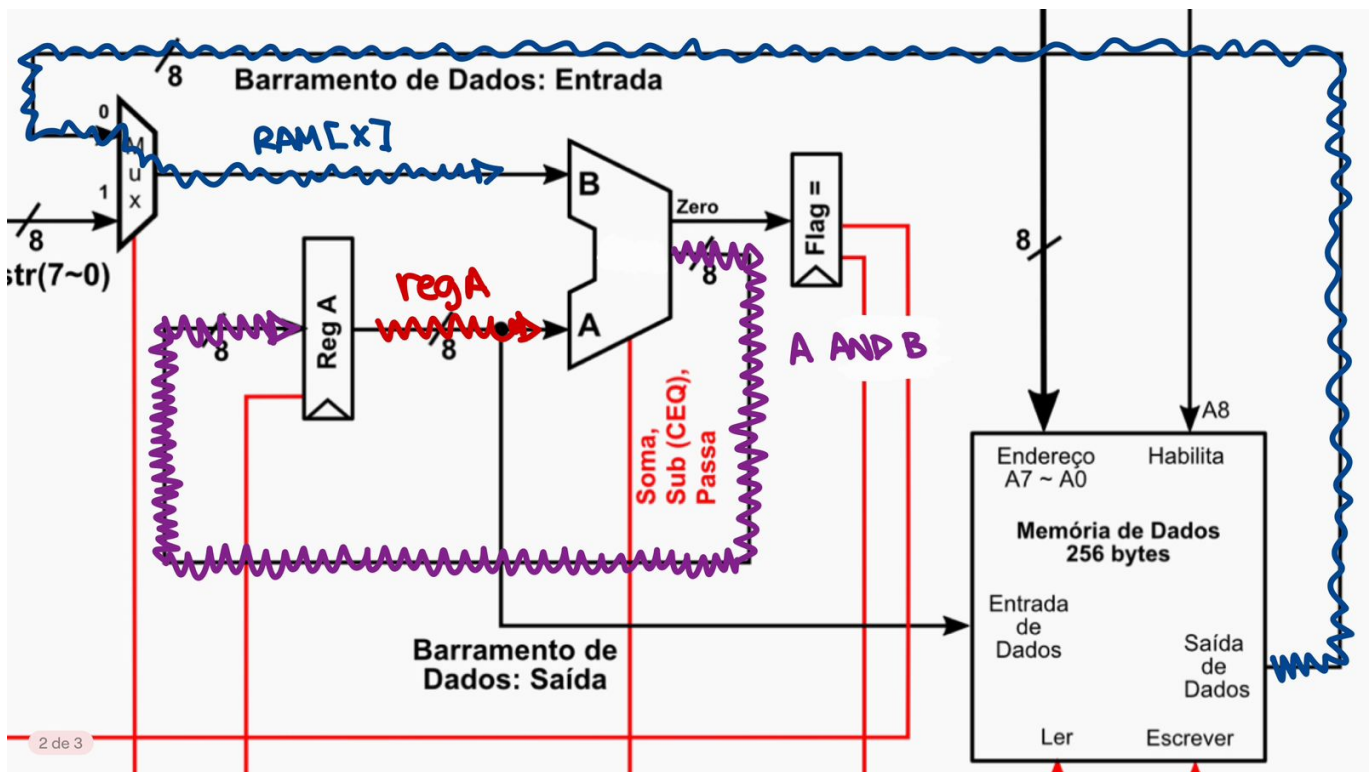 8
Barramento de Dados: Entrada
0
M
u
x
1
RAM[X]
8
str(7~0)
B
Zero
Flag =
8
8
Reg A
8
regA
8
A
A AND B
Soma,
Sub (CEQ),
Passa
A8
Endereço
A7 ~ A0
Habilita
Memória de Dados
256 bytes
Entrada
de
Dados
Saída
de
Dados
Barramento de
Dados: Saída
Ler
Escrever
2 de 3